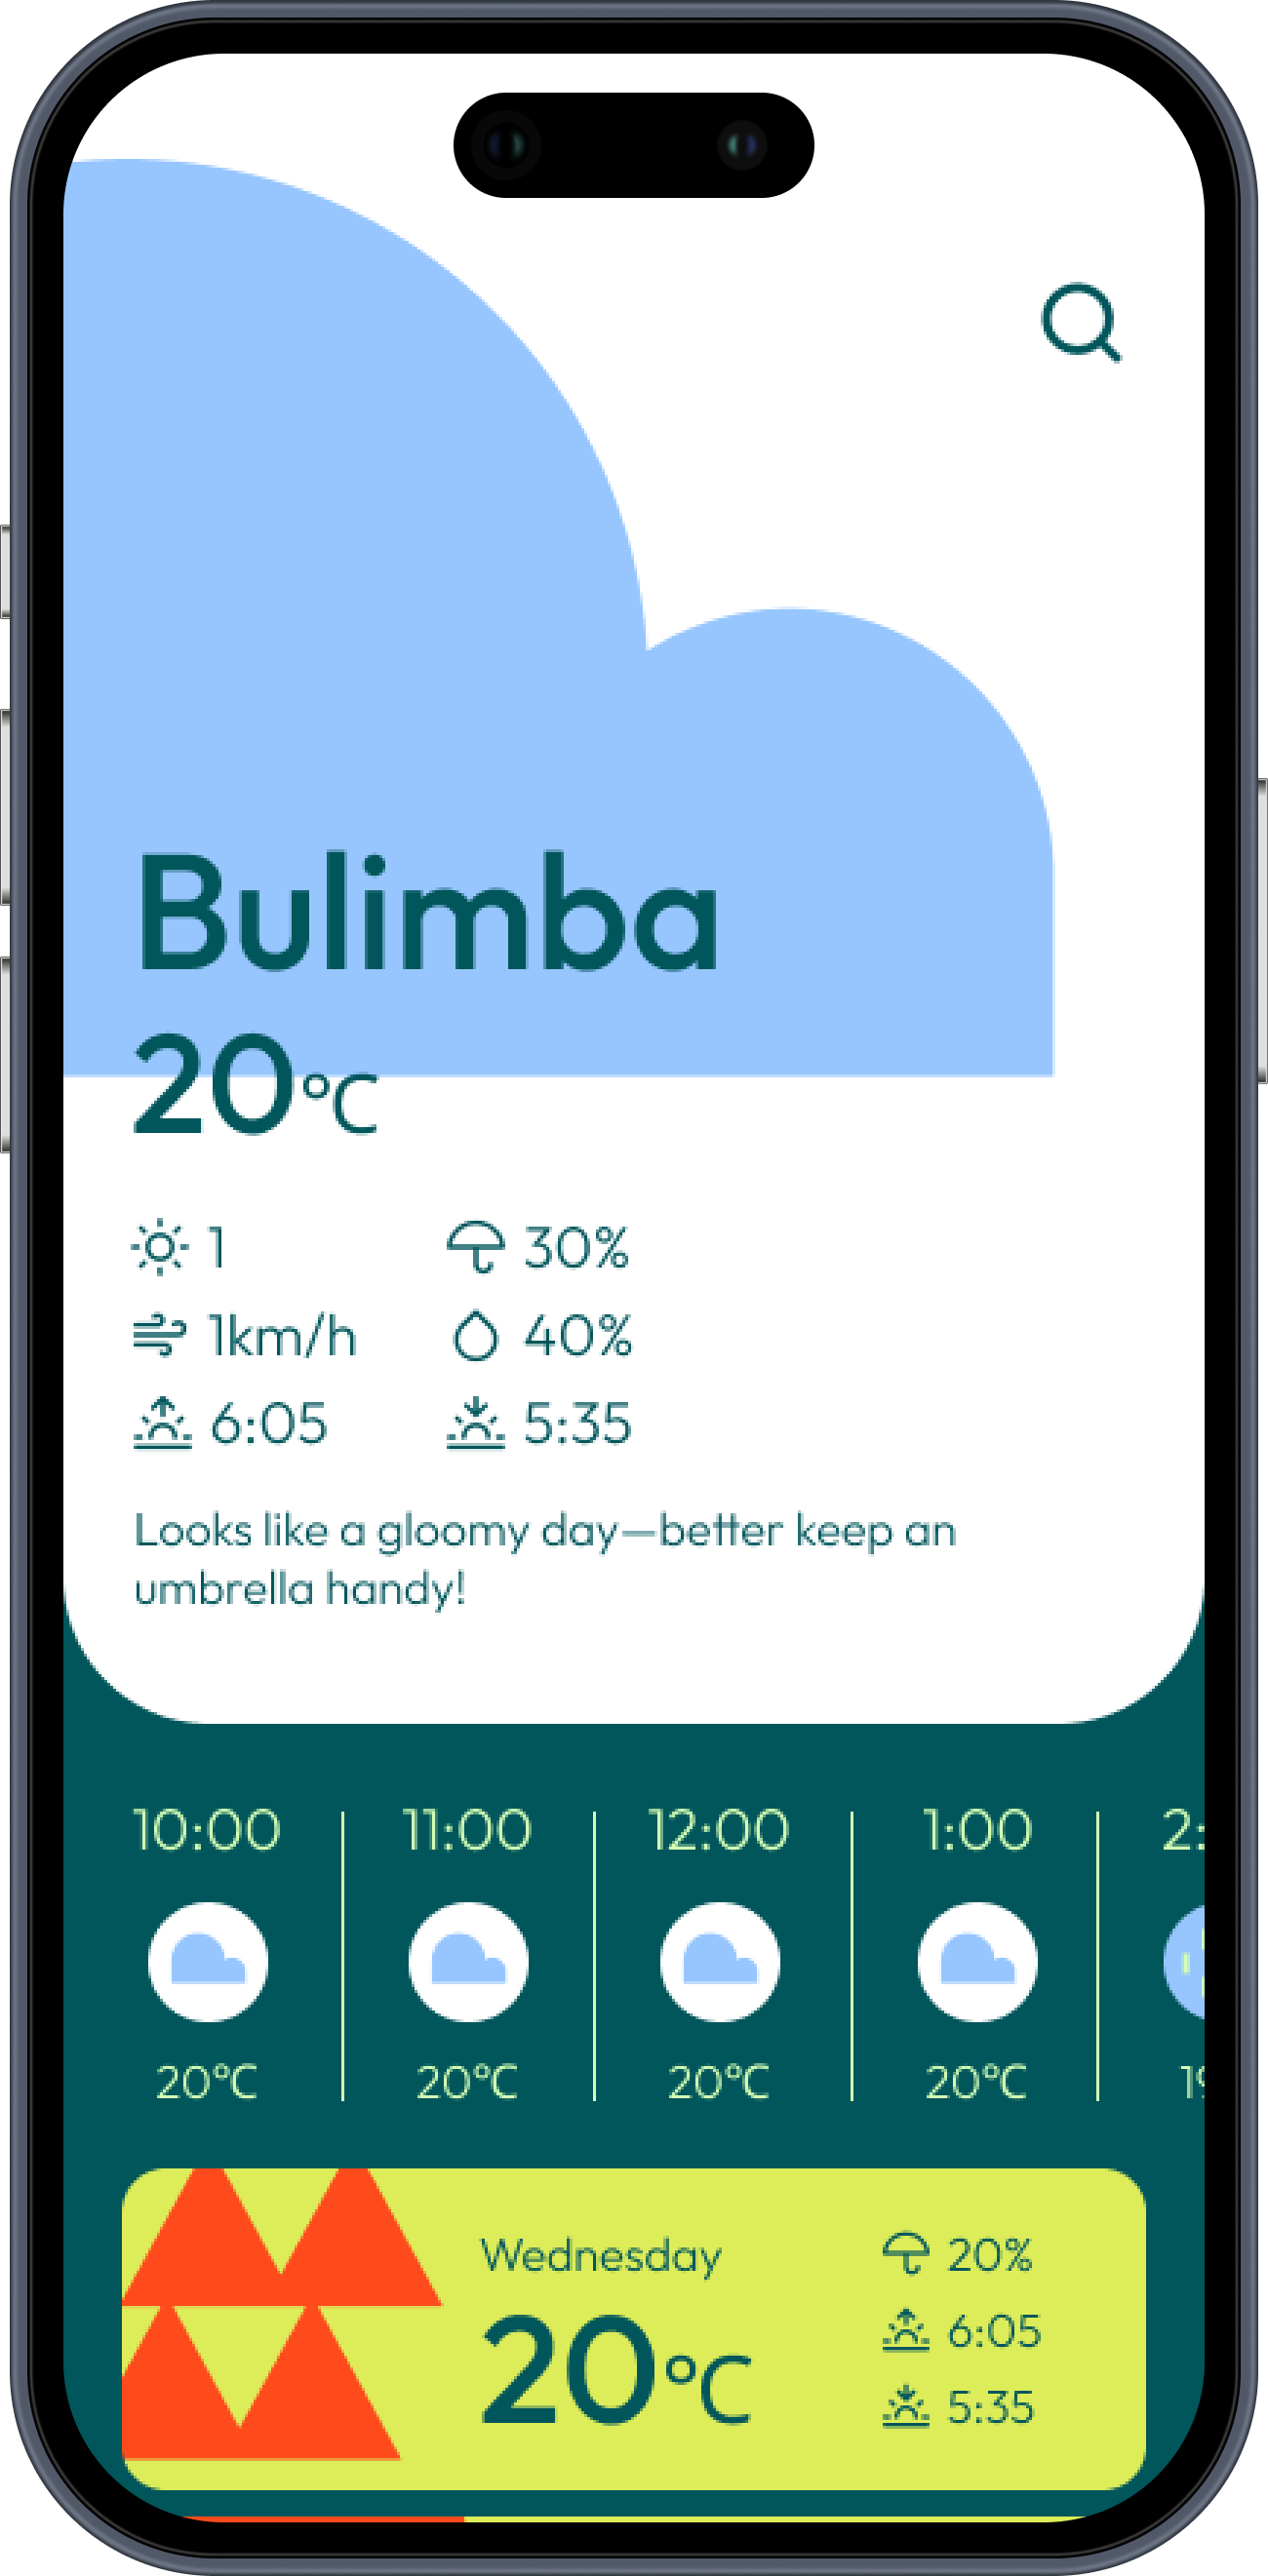 Bulimba
20°C
1 30%
1km/h 40%
6:05 5:35
Looks like a gloomy day—better keep an
umbrella handy!
10:00 11:00 12:00 1:00 2:
20°C 20°C 20°C 20°C 19
Wednesday
20°C
20%
6:05
5:35